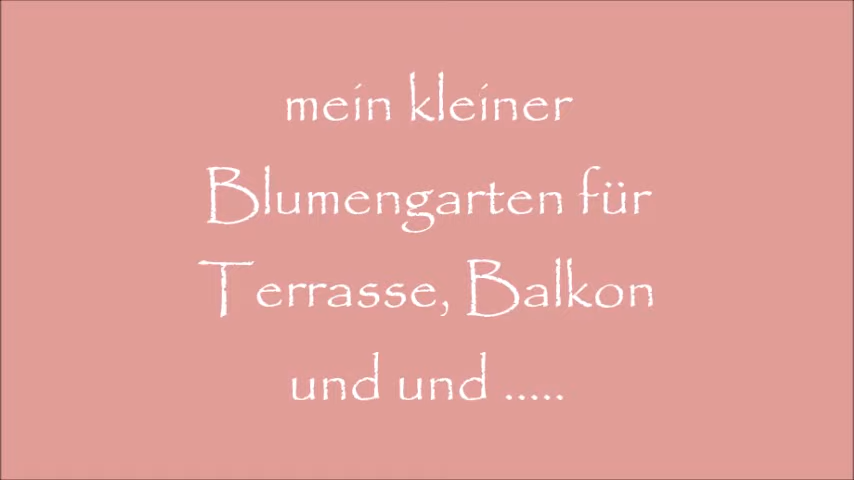 mein kleiner
Blumengarten für
Terrasse, Balkon
und und .....